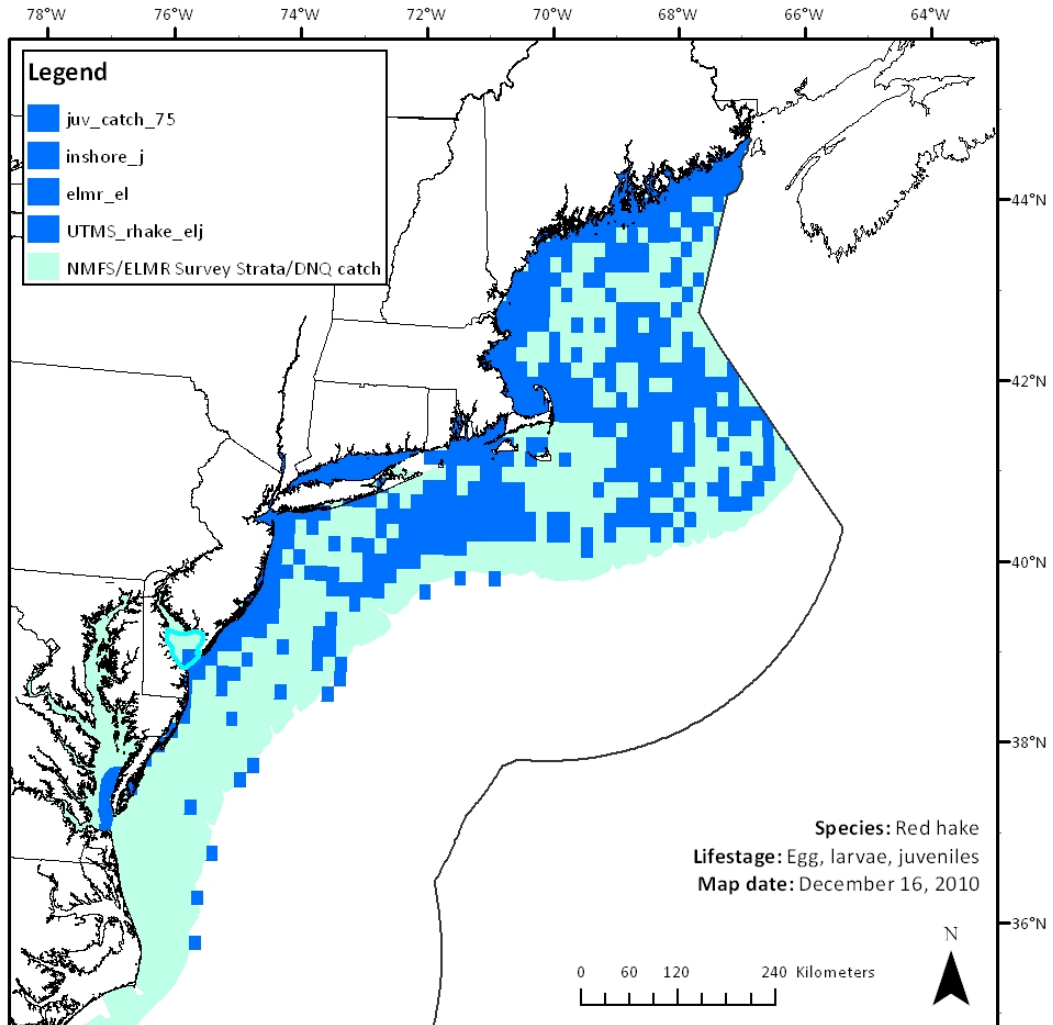 78°W 76°W 74°W 72°W 70°W 68°W 66°W 64°W
Legend
juv_catch_75
inshore_j
elmr_el
UTMS_rhake_elj
NMFS/ELMR Survey Strata/DNQ catch
44°N
42°N
40°N
38°N
Species: Red hake
Lifestage: Egg, larvae, juveniles
Map date: December 16, 2010
36°N
N
0 60 120 240 Kilometers